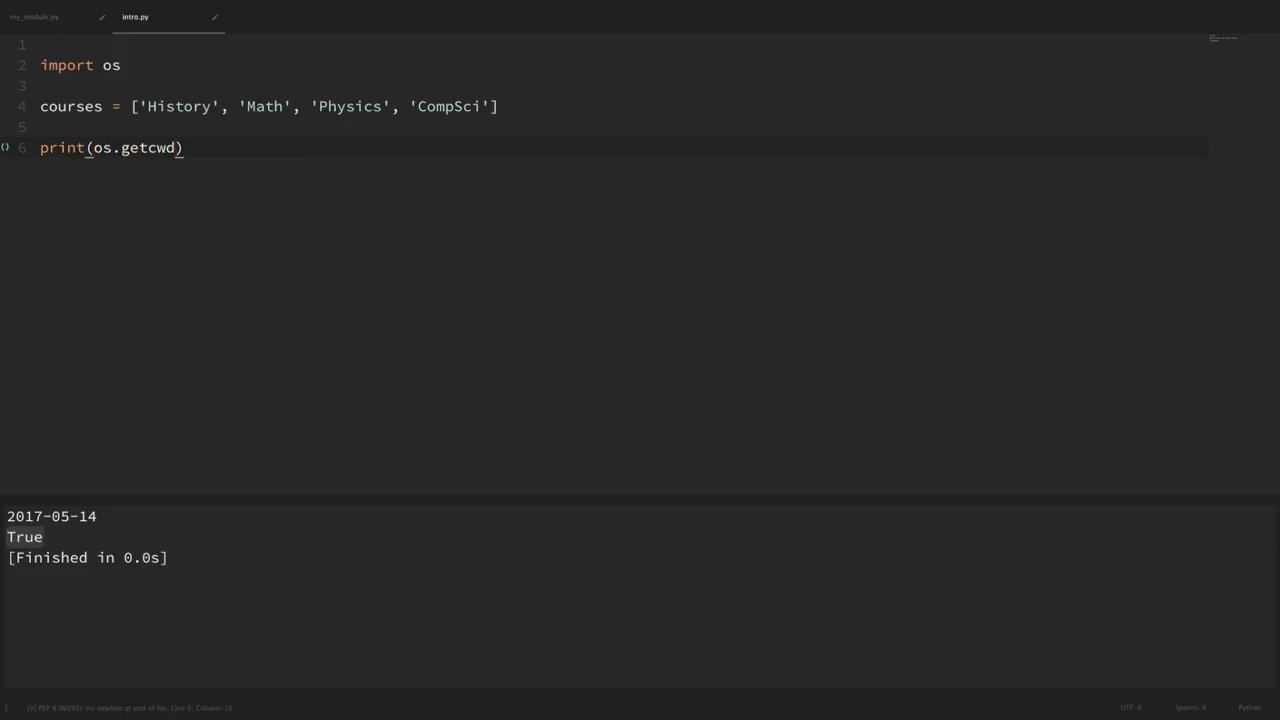 my_module.py
intro.py
1
2 import os
3
4 courses = ['History', 'Math', 'Physics', 'CompSci']
5
() 6 print(os.getcwd)
2017-05-14
True
[Finished in 0.0s]
[V] PEP 8 (W292): no newline at end of file, Line 6, Column 16
UTF-8
Spaces: 4
Python